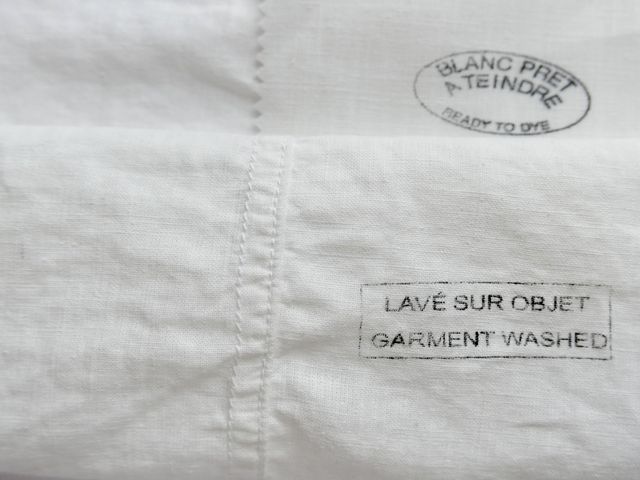 BLANC PRET
A TEINDRE
READY TO DYE
LAVÉ SUR OBJET
GARMENT WASHED